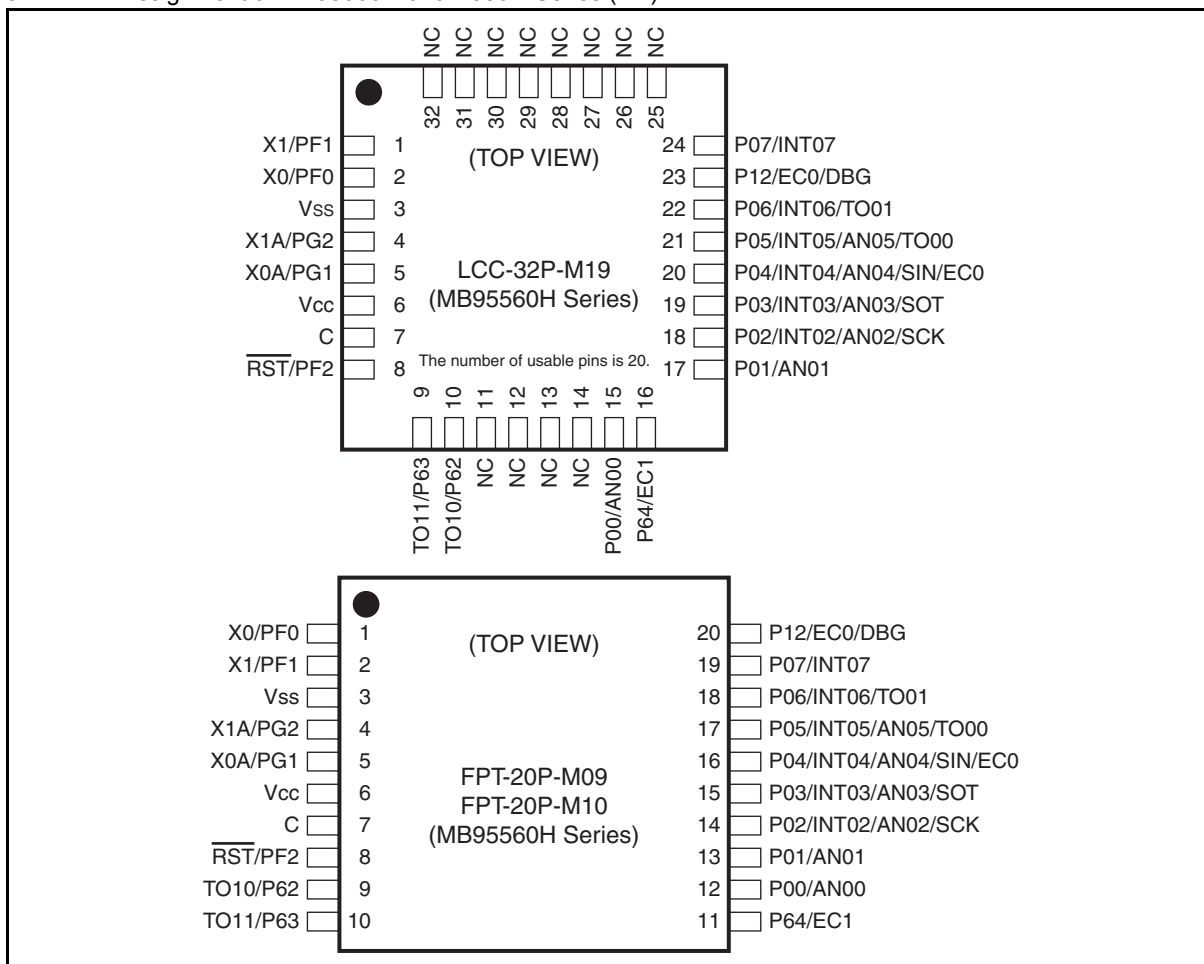 NC NC NC NC NC NC NC NC
32 31 30 29 28 27 26 25
(TOP VIEW)
X1/PF1 1
X0/PF0 2
Vss 3
X1A/PG2 4
X0A/PG1 5
Vcc 6
C 7
RST/PF2 8
24 P07/INT07
23 P12/EC0/DBG
22 P06/INT06/TO01
21 P05/INT05/AN05/TO00
20 P04/INT04/AN04/SIN/EC0
19 P03/INT03/AN03/SOT
18 P02/INT02/AN02/SCK
17 P01/AN01
LCC-32P-M19
(MB95560H Series)
The number of usable pins is 20.
9 10 11 12 13 14 15 16
TO11/P63 TO10/P62 NC NC NC NC P00/AN00 P64/EC1
(TOP VIEW)
X0/PF0 1
X1/PF1 2
Vss 3
X1A/PG2 4
X0A/PG1 5
Vcc 6
C 7
RST/PF2 8
TO10/P62 9
TO11/P63 10
20 P12/EC0/DBG
19 P07/INT07
18 P06/INT06/TO01
17 P05/INT05/AN05/TO00
16 P04/INT04/AN04/SIN/EC0
15 P03/INT03/AN03/SOT
14 P02/INT02/AN02/SCK
13 P01/AN01
12 P00/AN00
11 P64/EC1
FPT-20P-M09
FPT-20P-M10
(MB95560H Series)